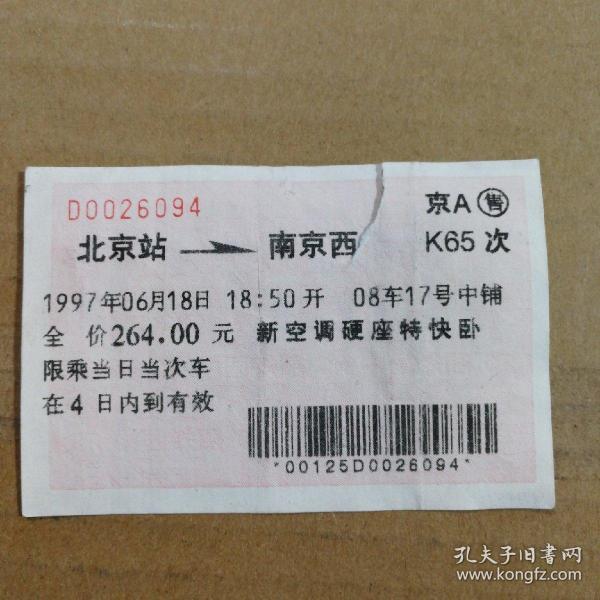 D0026094 京A 售
北京站 → 南京西 K65 次
1997年06月18日 18:50开 08车17号中铺
全 价264.00 元 新空调硬座特快卧
限乘当日当次车
在4日内到有效
*00125D0026094*
孔夫子旧书网
www.kongfz.com